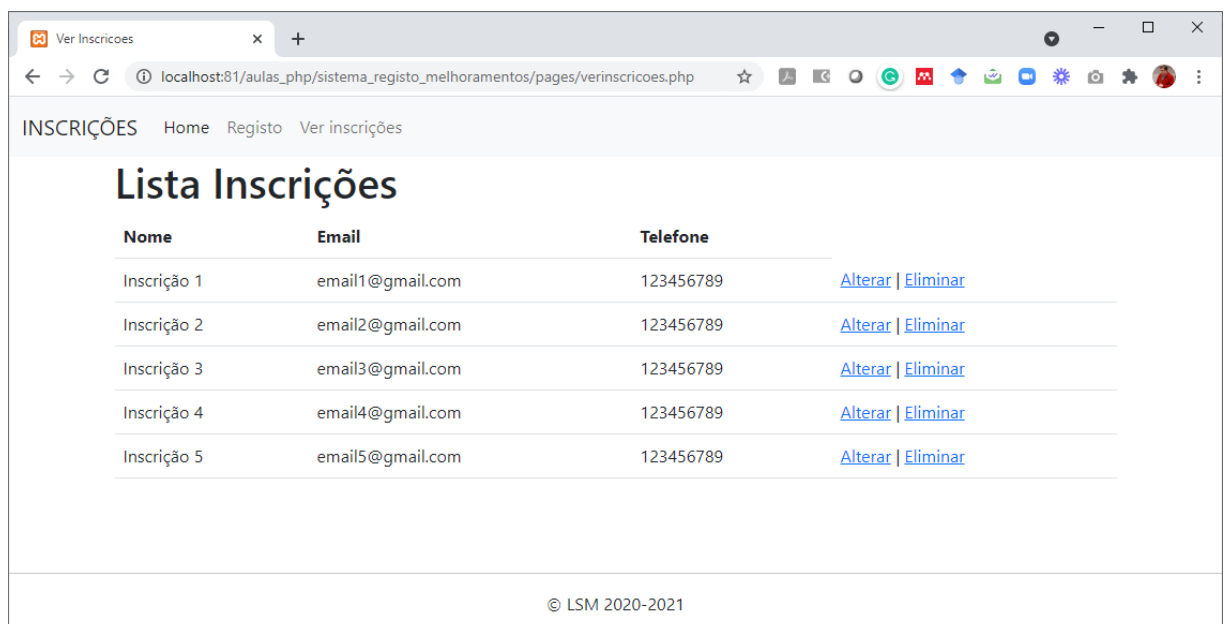 Ver Inscricoes
localhost:81/aulas_php/sistema_registo_melhoramentos/pages/verinscricoes.php
INSCRIÇÕES Home Registo Ver inscrições
Lista Inscrições
Nome Email Telefone
Inscrição 1 email1@gmail.com 123456789 Alterar | Eliminar
Inscrição 2 email2@gmail.com 123456789 Alterar | Eliminar
Inscrição 3 email3@gmail.com 123456789 Alterar | Eliminar
Inscrição 4 email4@gmail.com 123456789 Alterar | Eliminar
Inscrição 5 email5@gmail.com 123456789 Alterar | Eliminar
© LSM 2020-2021